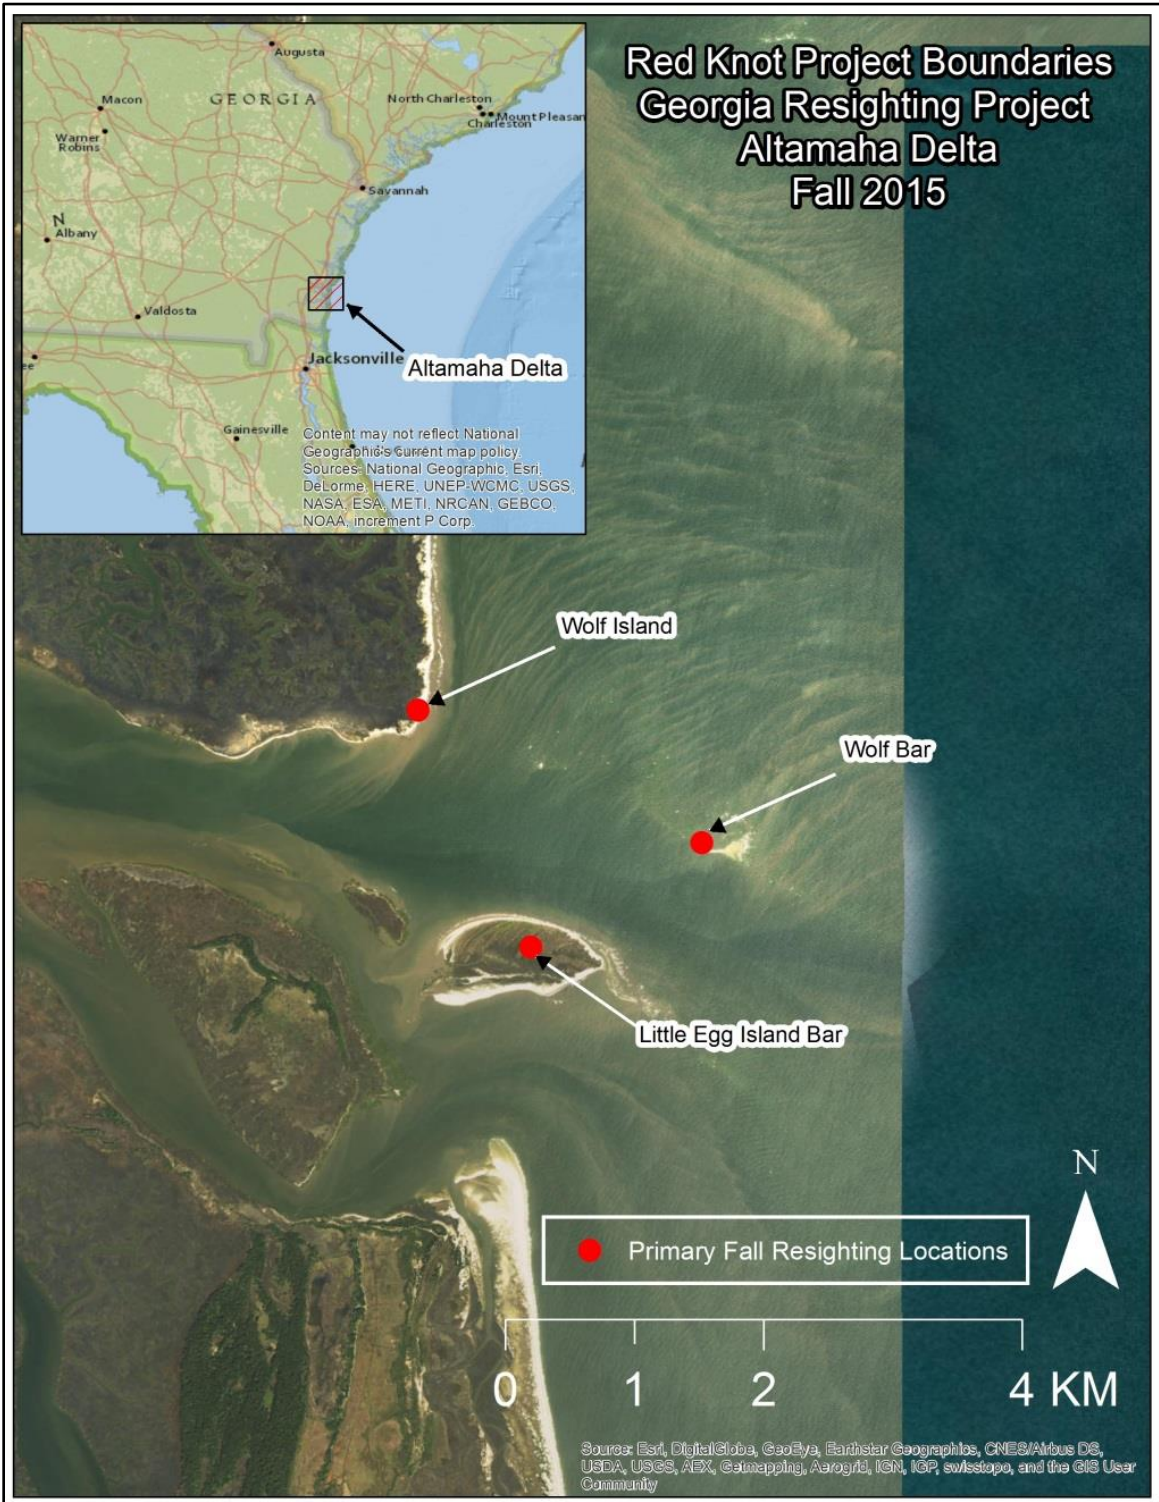 Red Knot Project Boundaries
Georgia Resighting Project
Altamaha Delta
Fall 2015
Augusta
Macon
GEORGIA
North Charleston
Mount Pleasan
Charleston
Warner
Robins
Savannah
N
Albany
Valdosta
Jacksonville
ee
Altamaha Delta
Gainesville
Content may not reflect National
Geographic's current map policy.
Sources: National Geographic, Esri,
DeLorme, HERE, UNEP-WCMC, USGS,
NASA, ESA, METI, NRCAN, GEBCO,
NOAA, increment P Corp.
Wolf Island
Wolf Bar
Little Egg Island Bar
N
Primary Fall Resighting Locations
0 1 2 4 KM
Source: Esri, DigitalGlobe, GeoEye, Earthstar Geographics, CNES/Airbus DS,
USDA, USGS, AEX, Getmapping, Aerogrid, IGN, IGP, swisstopo, and the GIS User
Community